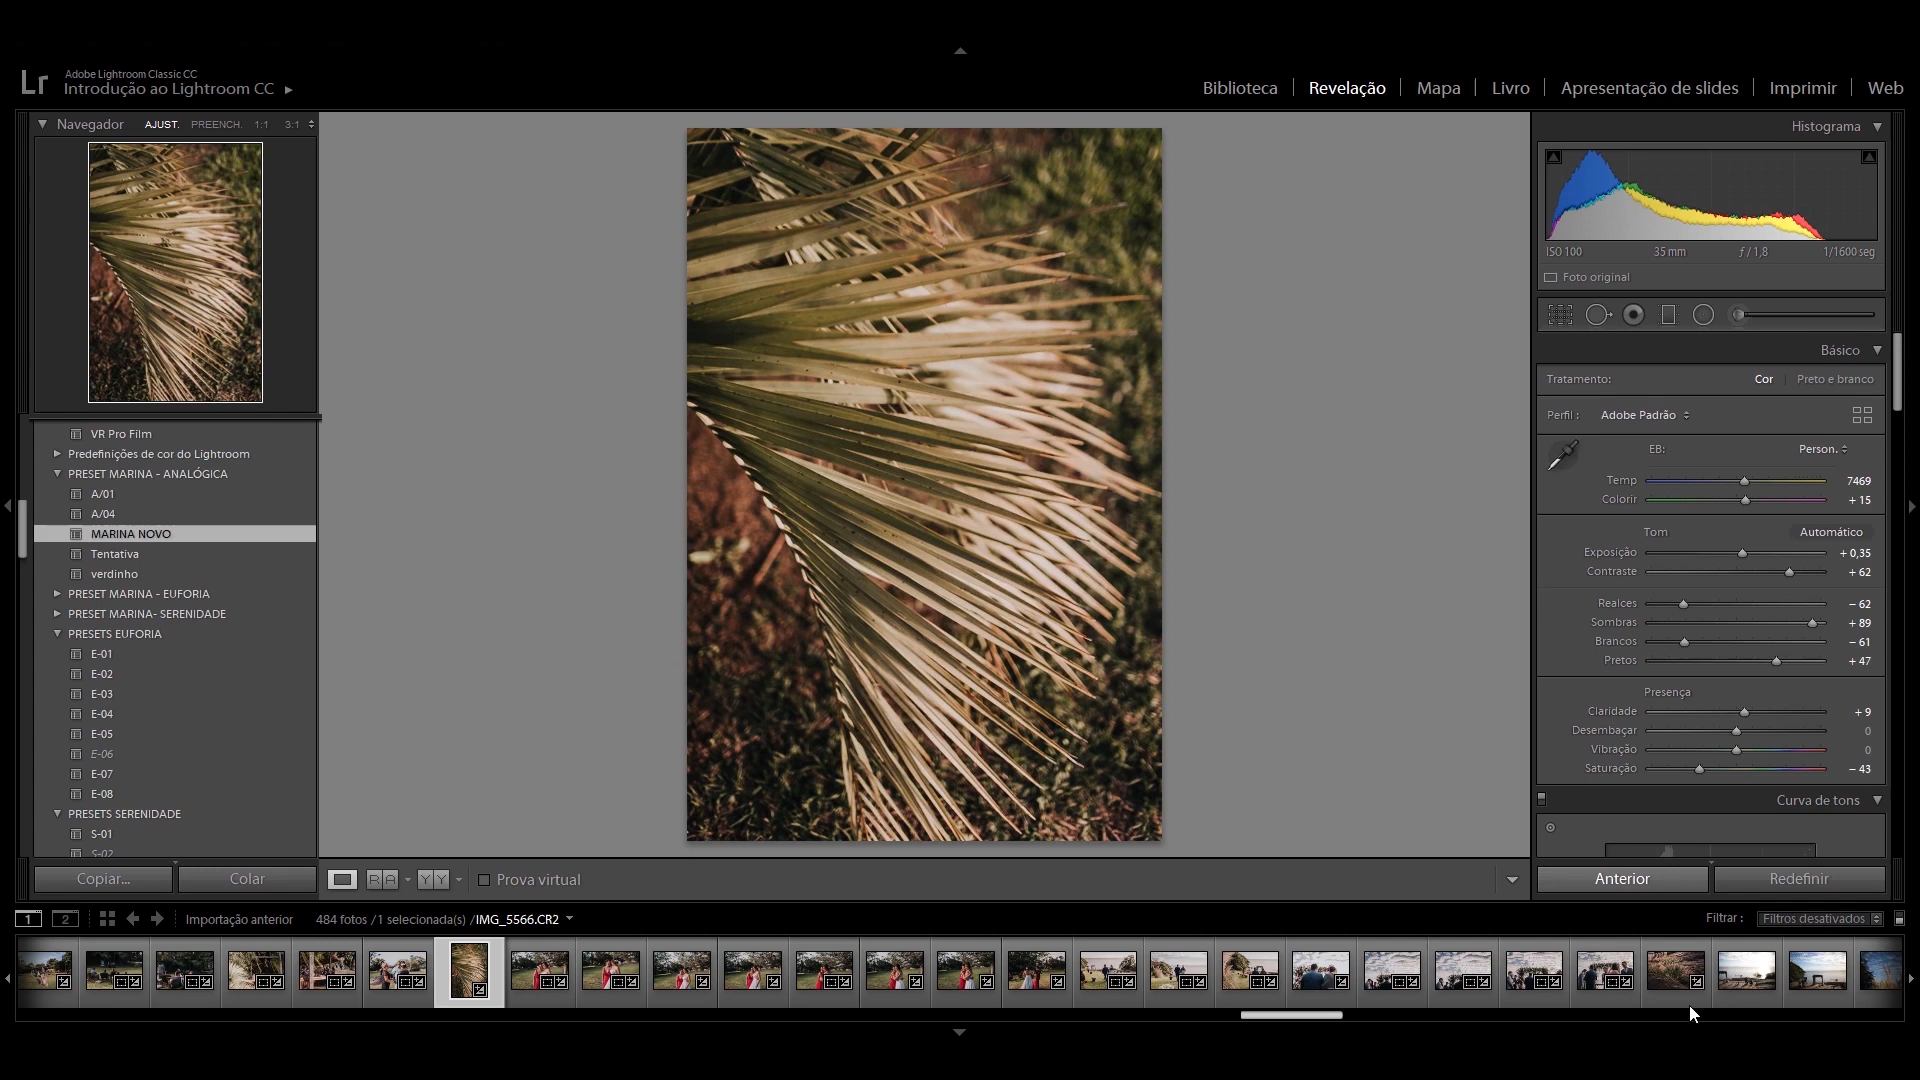 Lr
Adobe Lightroom Classic CC
Introdução ao Lightroom CC
Biblioteca
Revelação
Mapa
Livro
Apresentação de slides
Imprimir
Web
Navegador AJUST. PREENCH. 1:1 3:1
VR Pro Film
Predefinições de cor do Lightroom
PRESET MARINA - ANALÓGICA
A/01
A/04
MARINA NOVO
Tentativa
verdinho
PRESET MARINA - EUFORIA
PRESET MARINA- SERENIDADE
PRESETS EUFORIA
E-01
E-02
E-03
E-04
E-05
E-06
E-07
E-08
PRESETS SERENIDADE
S-01
S-02
Copiar... Colar
R A Y Y Prova virtual
Histograma
ISO 100 35 mm ƒ / 1,8 1/1600 seg
Foto original
Básico
Tratamento: Cor Preto e branco
Perfil : Adobe Padrão
EB: Person.
Temp 7469
Colorir + 15
Tom Automático
Exposição + 0,35
Contraste + 62
Realces − 62
Sombras + 89
Brancos − 61
Pretos + 47
Presença
Claridade + 9
Desembaçar 0
Vibração 0
Saturação − 43
Curva de tons
Anterior Redefinir
1 2 Importação anterior 484 fotos /1 selecionada(s) /IMG_5566.CR2
Filtrar : Filtros desativados